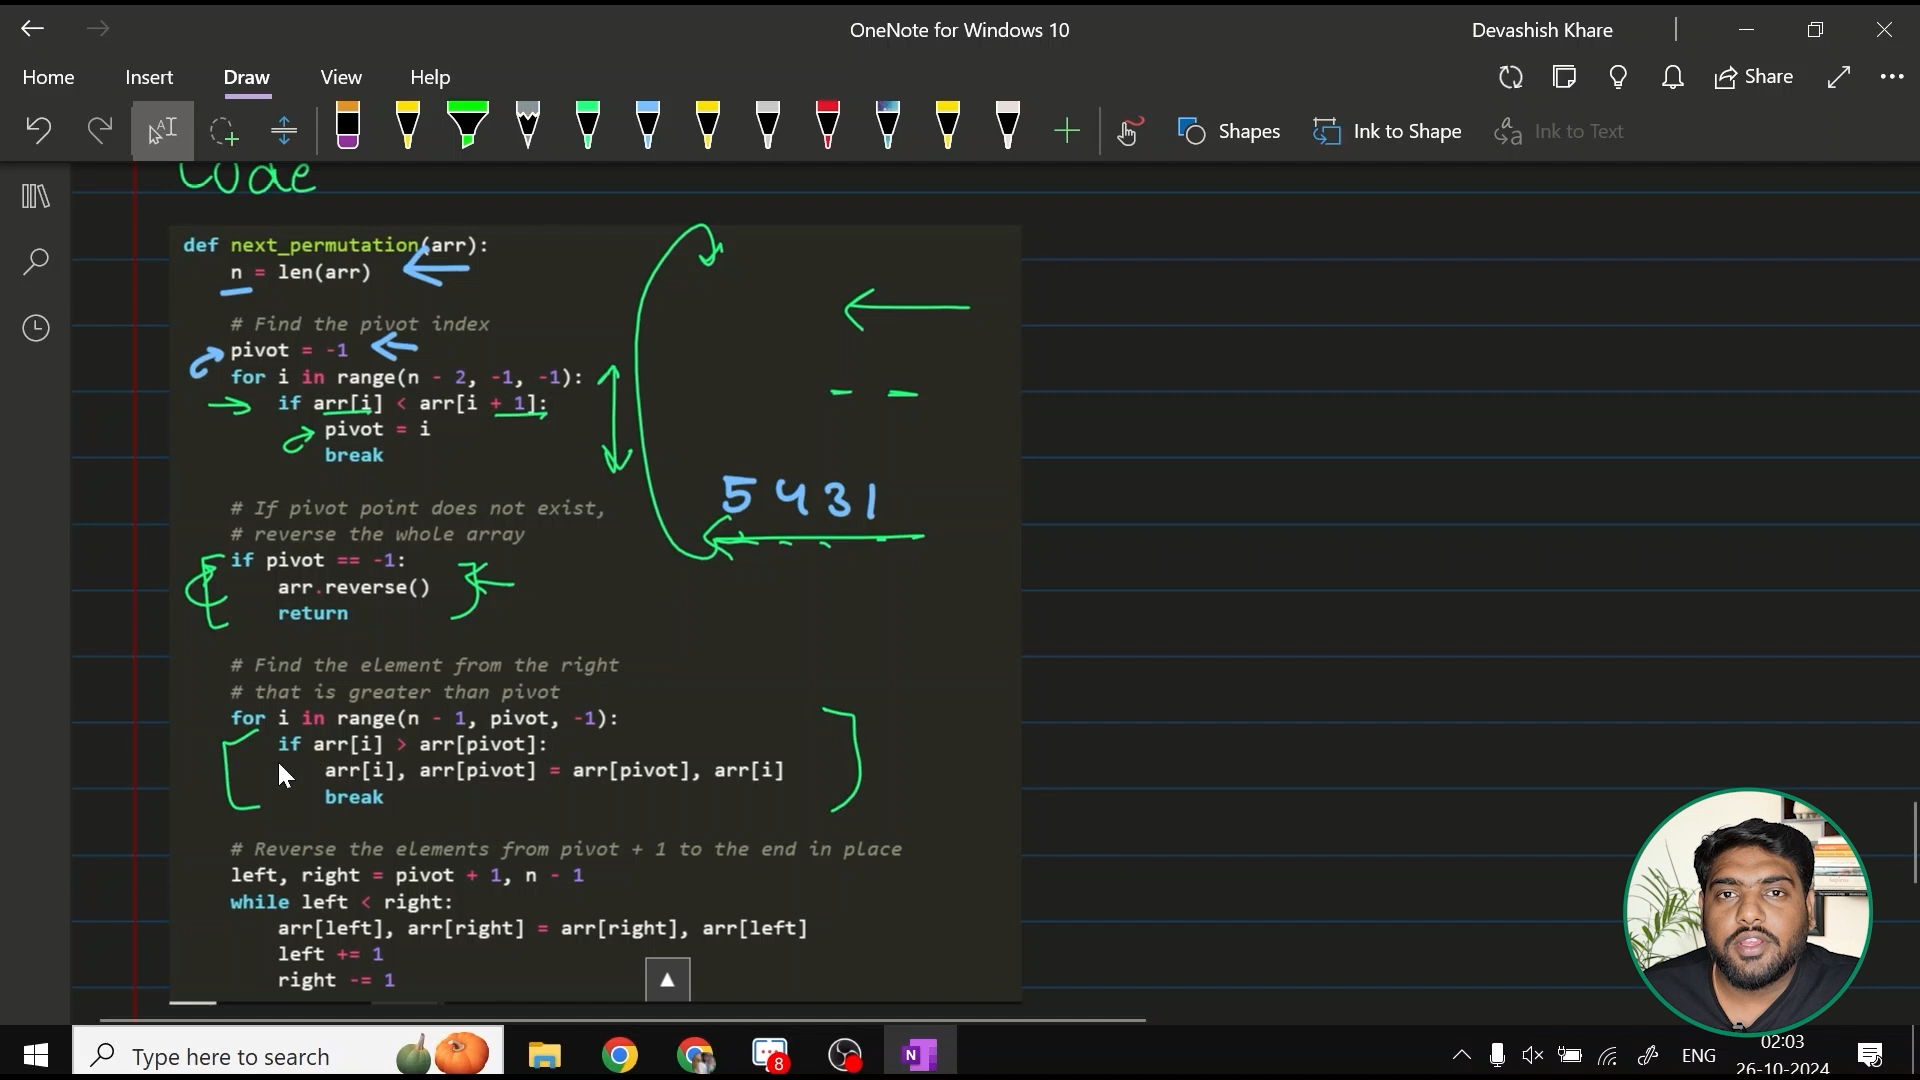 OneNote for Windows 10
Devashish Khare
Home Insert Draw View Help
Share
Shapes
Ink to Shape
Ink to Text
Code
def next_permutation(arr):
n = len(arr)
# Find the pivot index
pivot = -1
for i in range(n - 2, -1, -1):
if arr[i] < arr[i + 1]:
pivot = i
break
5 4 3 1
# If pivot point does not exist,
# reverse the whole array
if pivot == -1:
arr.reverse()
return
# Find the element from the right
# that is greater than pivot
for i in range(n - 1, pivot, -1):
if arr[i] > arr[pivot]:
arr[i], arr[pivot] = arr[pivot], arr[i]
break
# Reverse the elements from pivot + 1 to the end in place
left, right = pivot + 1, n - 1
while left < right:
arr[left], arr[right] = arr[right], arr[left]
left += 1
right -= 1
Type here to search
8
N
ENG
02:03
26-10-2024